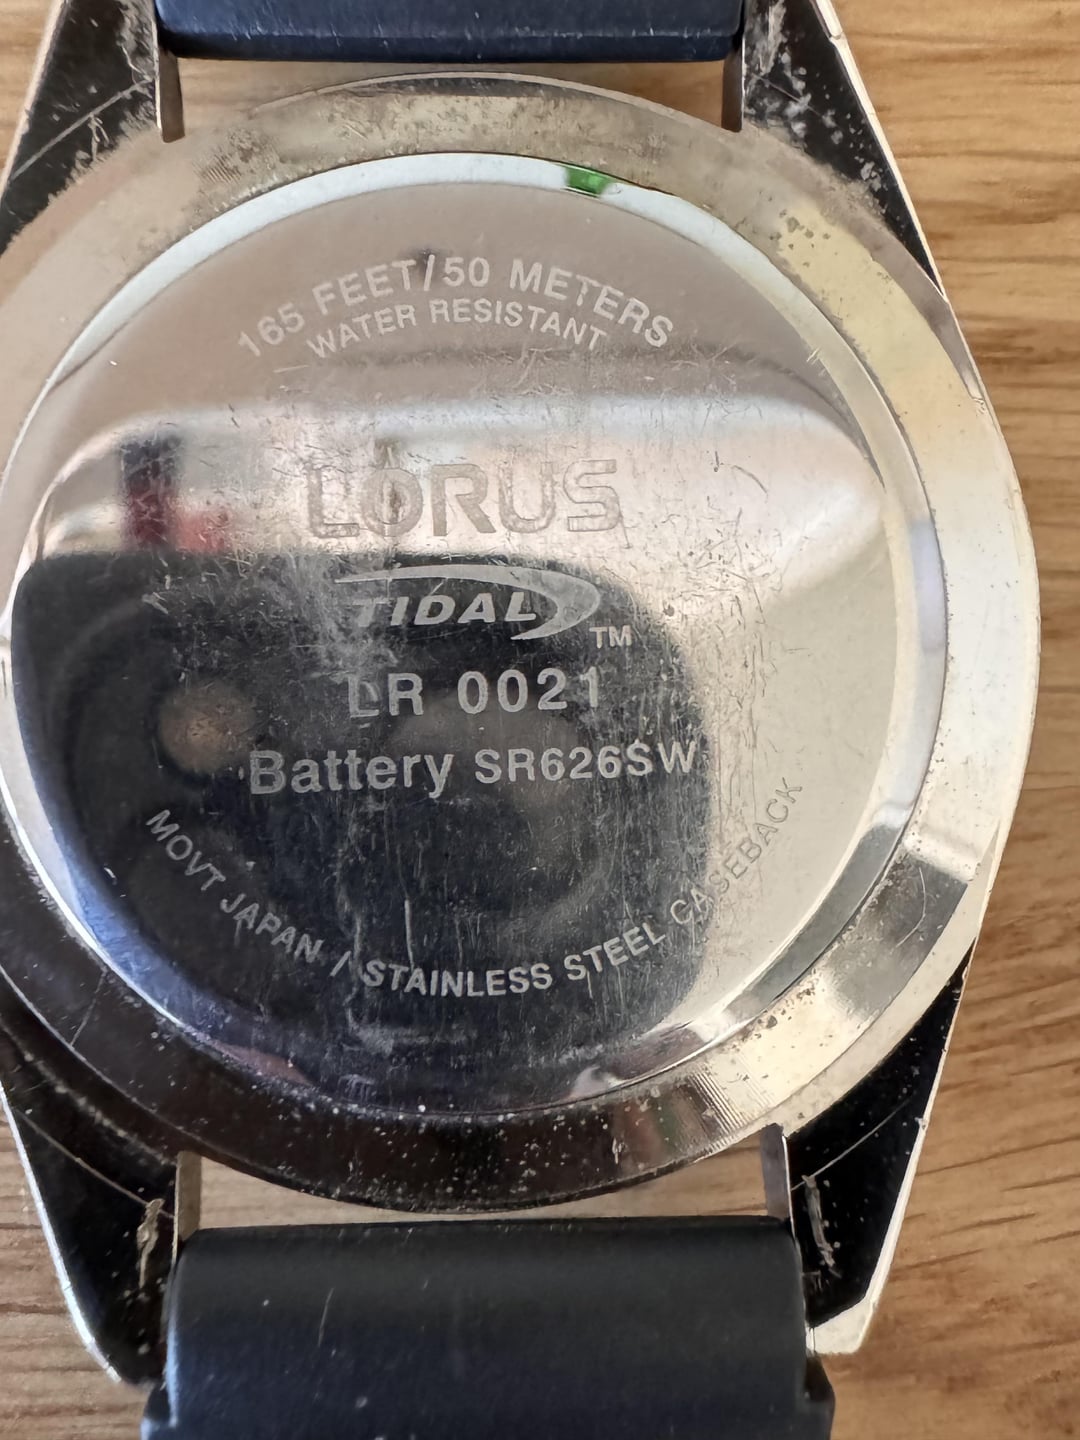 165 FEET/50 METERS
WATER RESISTANT
LORUS
TIDAL
TM
LR 0021
Battery SR626SW
MOVT JAPAN / STAINLESS STEEL CASEBACK